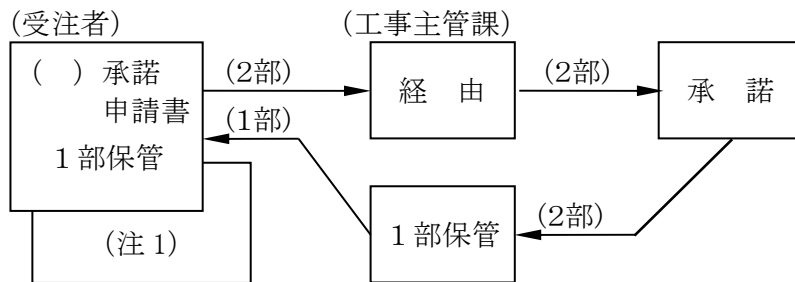 (受注者)
(工事主管課)
(　) 承諾
申請書
1部保管
(2部)
経　由
(2部)
承　諾
(1部)
1部保管
(2部)
(注1)